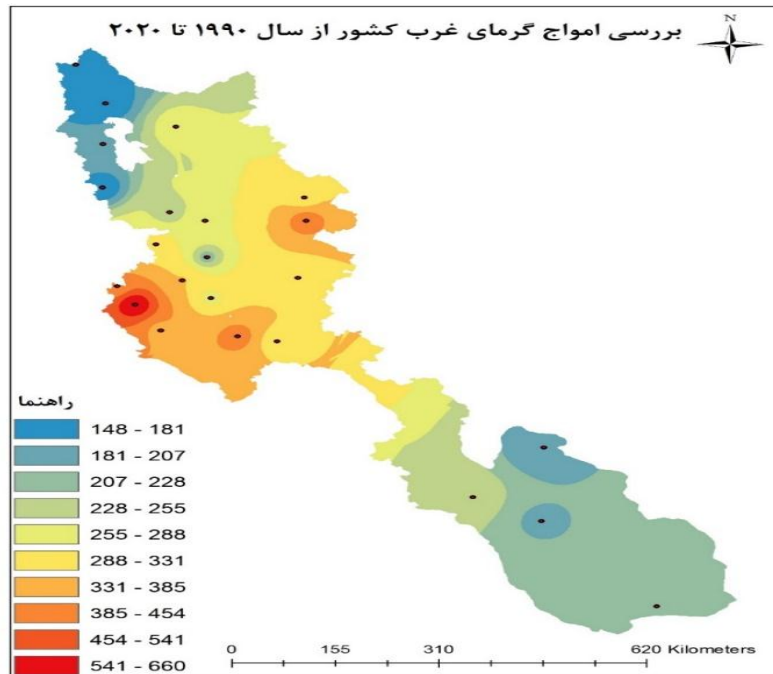 بررسی امواج گرمای غرب کشور از سال ۱۹۹۰ تا ۲۰۲۰
N
راهنما
148 - 181
181 - 207
207 - 228
228 - 255
255 - 288
288 - 331
331 - 385
385 - 454
454 - 541
541 - 660
0 155 310 620 Kilometers